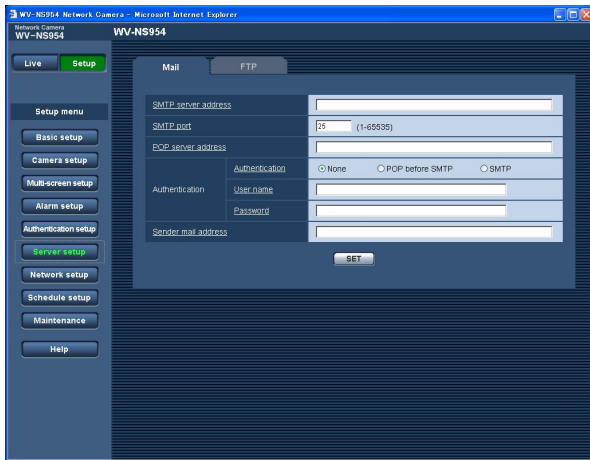 WV-NS954 Network Camera - Microsoft Internet Explorer
Network Camera
WV-NS954
WV-NS954
Live
Setup
Mail
FTP
Setup menu
Basic setup
Camera setup
Multi-screen setup
Alarm setup
Authentication setup
Server setup
Network setup
Schedule setup
Maintenance
Help
SMTP server address
SMTP port
25
(1-65535)
POP server address
Authentication
Authentication
None
POP before SMTP
SMTP
User name
Password
Sender mail address
SET